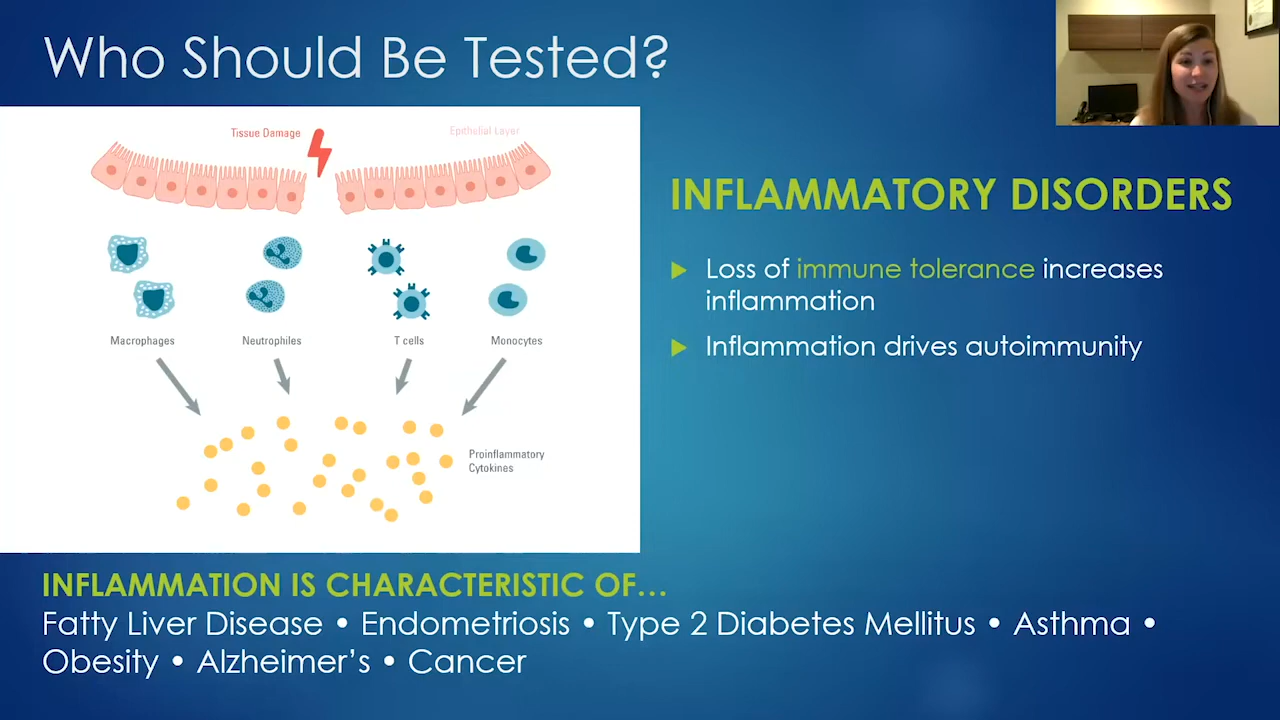 Who Should Be Tested?
Tissue Damage
Epithelial Layer
Macrophages
Neutrophiles
T cells
Monocytes
Proinflammatory
Cytokines
INFLAMMATORY DISORDERS
Loss of immune tolerance increases
inflammation
Inflammation drives autoimmunity
INFLAMMATION IS CHARACTERISTIC OF…
Fatty Liver Disease • Endometriosis • Type 2 Diabetes Mellitus • Asthma •
Obesity • Alzheimer’s • Cancer